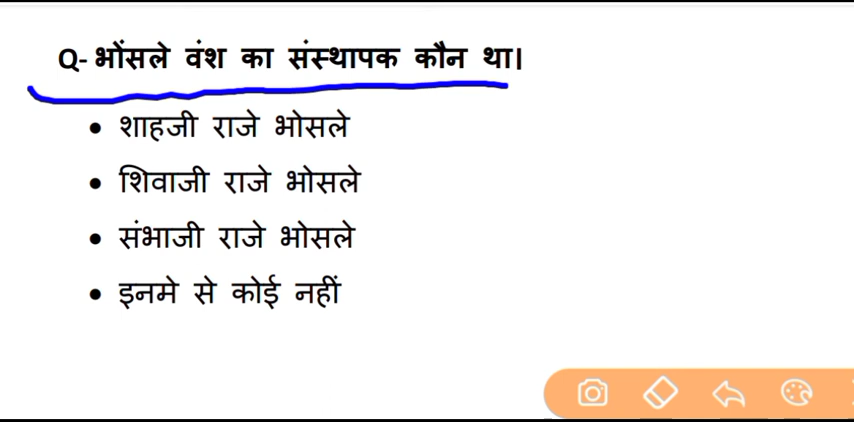 Q- भोंसले वंश का संस्थापक कौन था।
• शाहजी राजे भोसले
• शिवाजी राजे भोसले
• संभाजी राजे भोसले
• इनमे से कोई नहीं